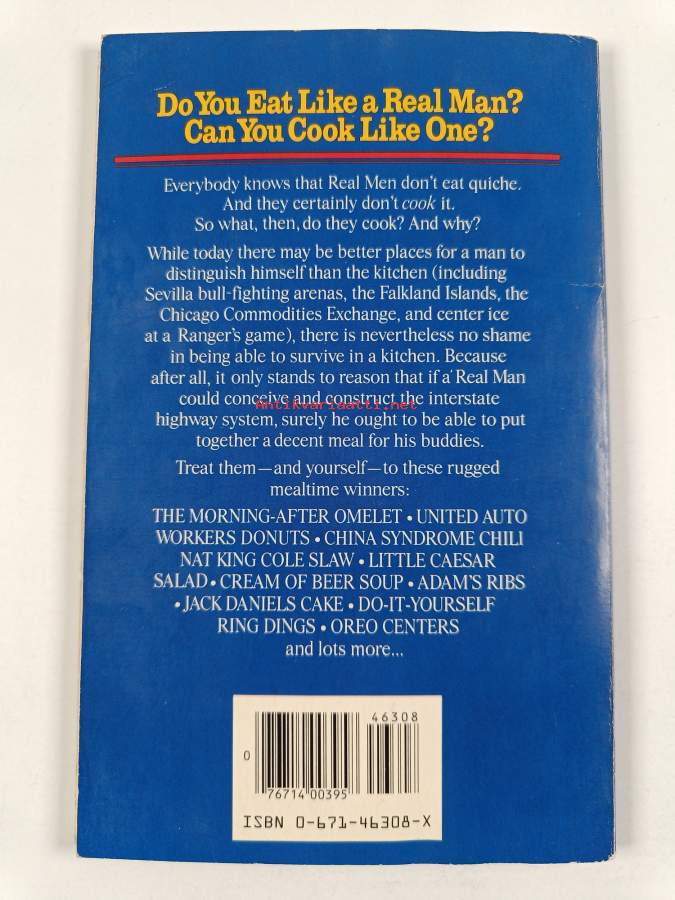 Do You Eat Like a Real Man?
Can You Cook Like One?
Everybody knows that Real Men don't eat quiche.
And they certainly don't cook it.
So what, then, do they cook? And why?
While today there may be better places for a man to
distinguish himself than the kitchen (including
Sevilla bull-fighting arenas, the Falkland Islands, the
Chicago Commodities Exchange, and center ice
at a Ranger's game), there is nevertheless no shame
in being able to survive in a kitchen. Because
after all, it only stands to reason that if a Real Man
could conceive and construct the interstate
Antikvariaatti.net
highway system, surely he ought to be able to put
together a decent meal for his buddies.
Treat them—and yourself—to these rugged
mealtime winners:
THE MORNING-AFTER OMELET • UNITED AUTO
WORKERS DONUTS • CHINA SYNDROME CHILI
NAT KING COLE SLAW • LITTLE CAESAR
SALAD • CREAM OF BEER SOUP • ADAM'S RIBS
• JACK DANIELS CAKE • DO-IT-YOURSELF
RING DINGS • OREO CENTERS
and lots more...
46308
0
76714 00395
ISBN 0-671-46308-X